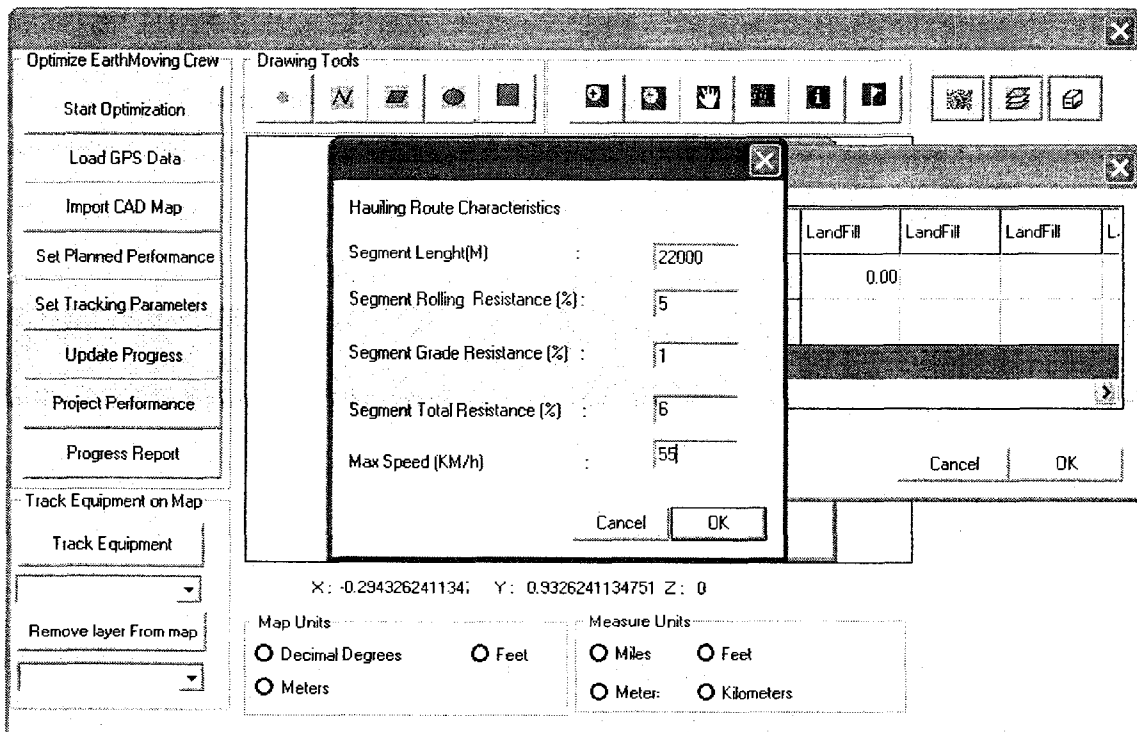 Optimize EarthMoving Crew
Drawing Tools
Start Optimization
Load GPS Data
Import CAD Map
Set Planned Performance
Set Tracking Parameters
Update Progress
Project Performance
Progress Report
Hauiling Route Characteristics
Segment Lenght(M) : 22000
Segment Rolling Resistance (%) : 5
Segment Grade Resistance (%) : 1
Segment Total Resistance (%) : 6
Max Speed (KM/h) : 55
Cancel OK
LandFill LandFill LandFill L
0.00
Cancel OK
Track Equipment on Map
Track Equipment
Remove layer From map
X: -0.294326241134 Y: 0.9326241134751 Z: 0
Map Units
Decimal Degrees Feet
Meters
Measure Units
Miles Feet
Meter: Kilometers